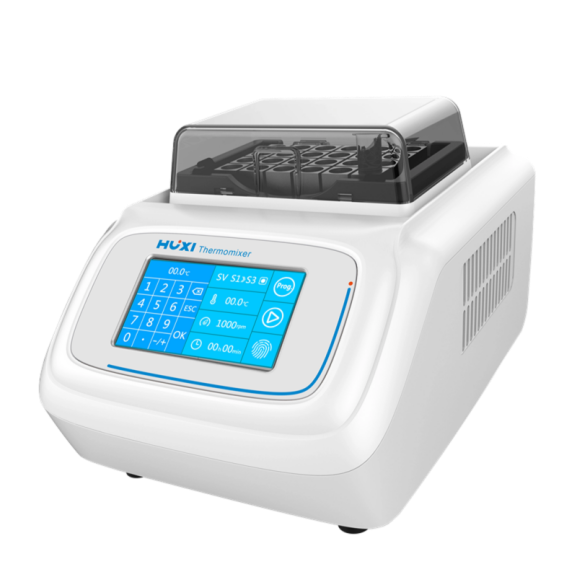 HUXI Thermomixer
00.0℃
1 2 3
4 5 6 ESC
7 8 9
0 . -/+ OK
SV S1>S3
00.0℃
1000rpm
00h00min
Prog